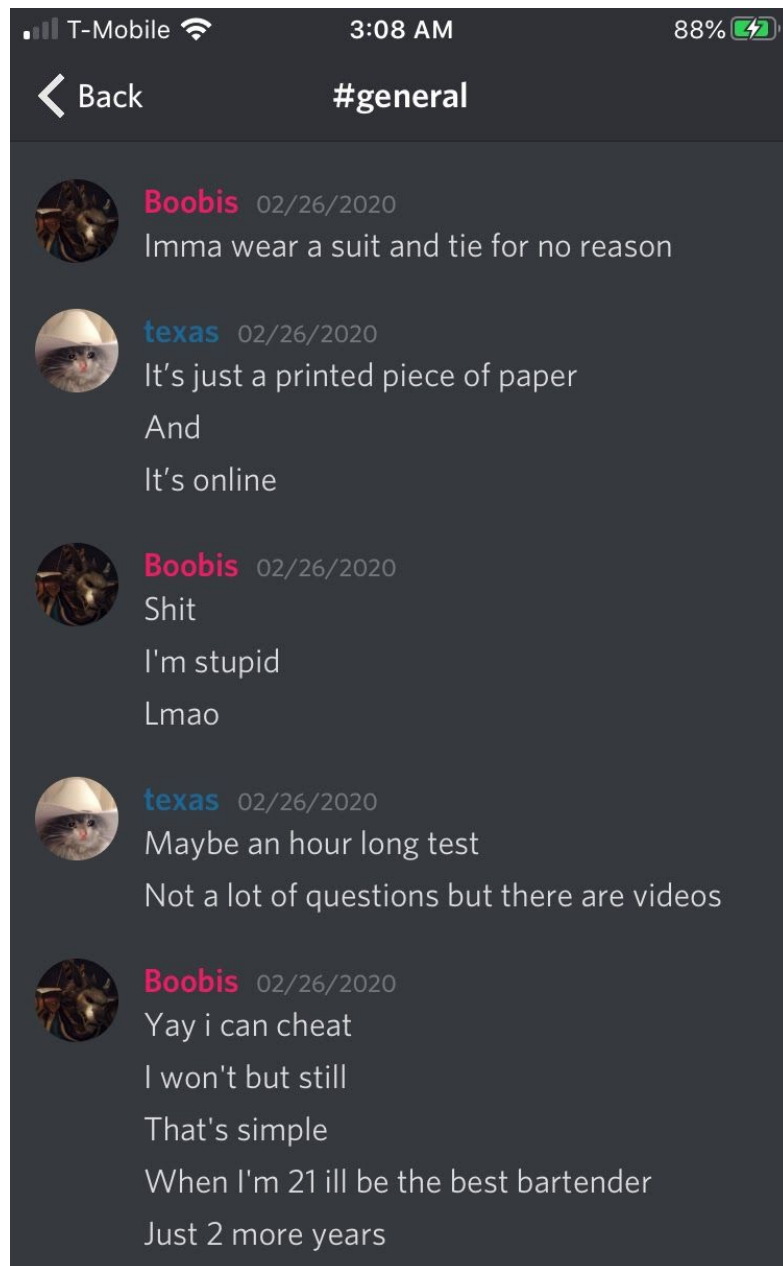 T-Mobile 3:08 AM 88%
Back #general
Boobis 02/26/2020
Imma wear a suit and tie for no reason
texas 02/26/2020
It’s just a printed piece of paper
And
It’s online
Boobis 02/26/2020
Shit
I'm stupid
Lmao
texas 02/26/2020
Maybe an hour long test
Not a lot of questions but there are videos
Boobis 02/26/2020
Yay i can cheat
I won't but still
That's simple
When I'm 21 ill be the best bartender
Just 2 more years